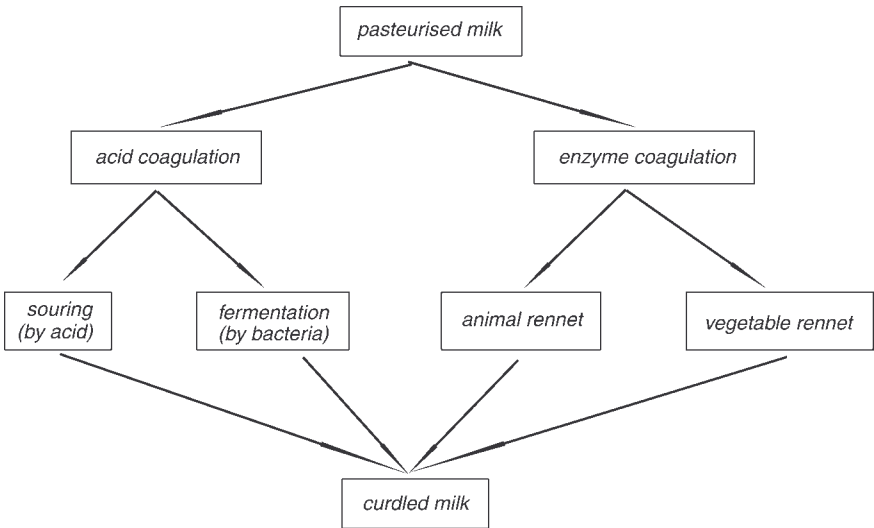 pasteurised milk
acid coagulation
enzyme coagulation
souring
(by acid)
fermentation
(by bacteria)
animal rennet
vegetable rennet
curdled milk